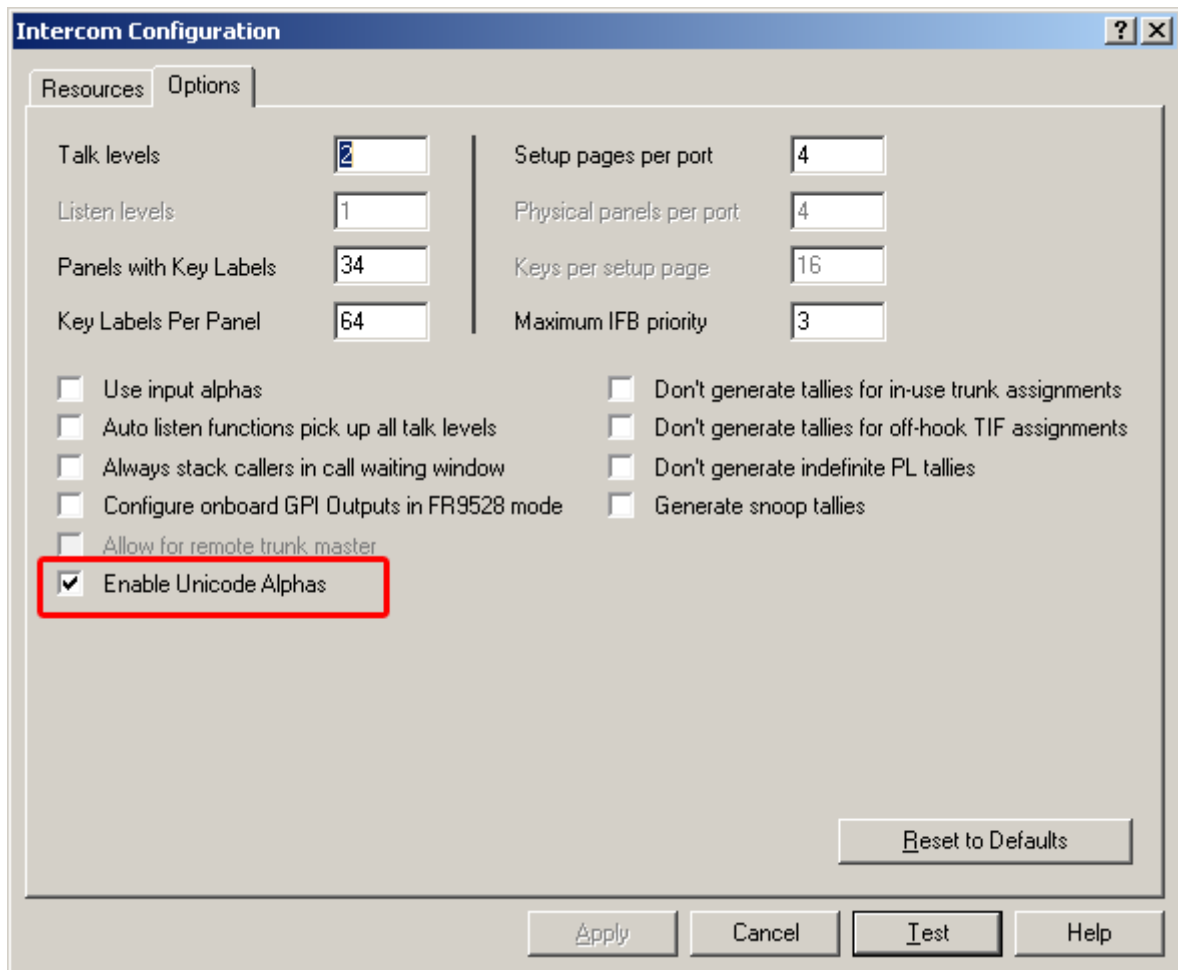 Intercom Configuration
Resources
Options
Talk levels 2 Setup pages per port 4
Listen levels 1 Physical panels per port 4
Panels with Key Labels 34 Keys per setup page 16
Key Labels Per Panel 64 Maximum IFB priority 3
Use input alphas Don't generate tallies for in-use trunk assignments
Auto listen functions pick up all talk levels Don't generate tallies for off-hook TIF assignments
Always stack callers in call waiting window Don't generate indefinite PL tallies
Configure onboard GPI Outputs in FR9528 mode Generate snoop tallies
Allow for remote trunk master
Enable Unicode Alphas
Reset to Defaults
Apply Cancel Test Help